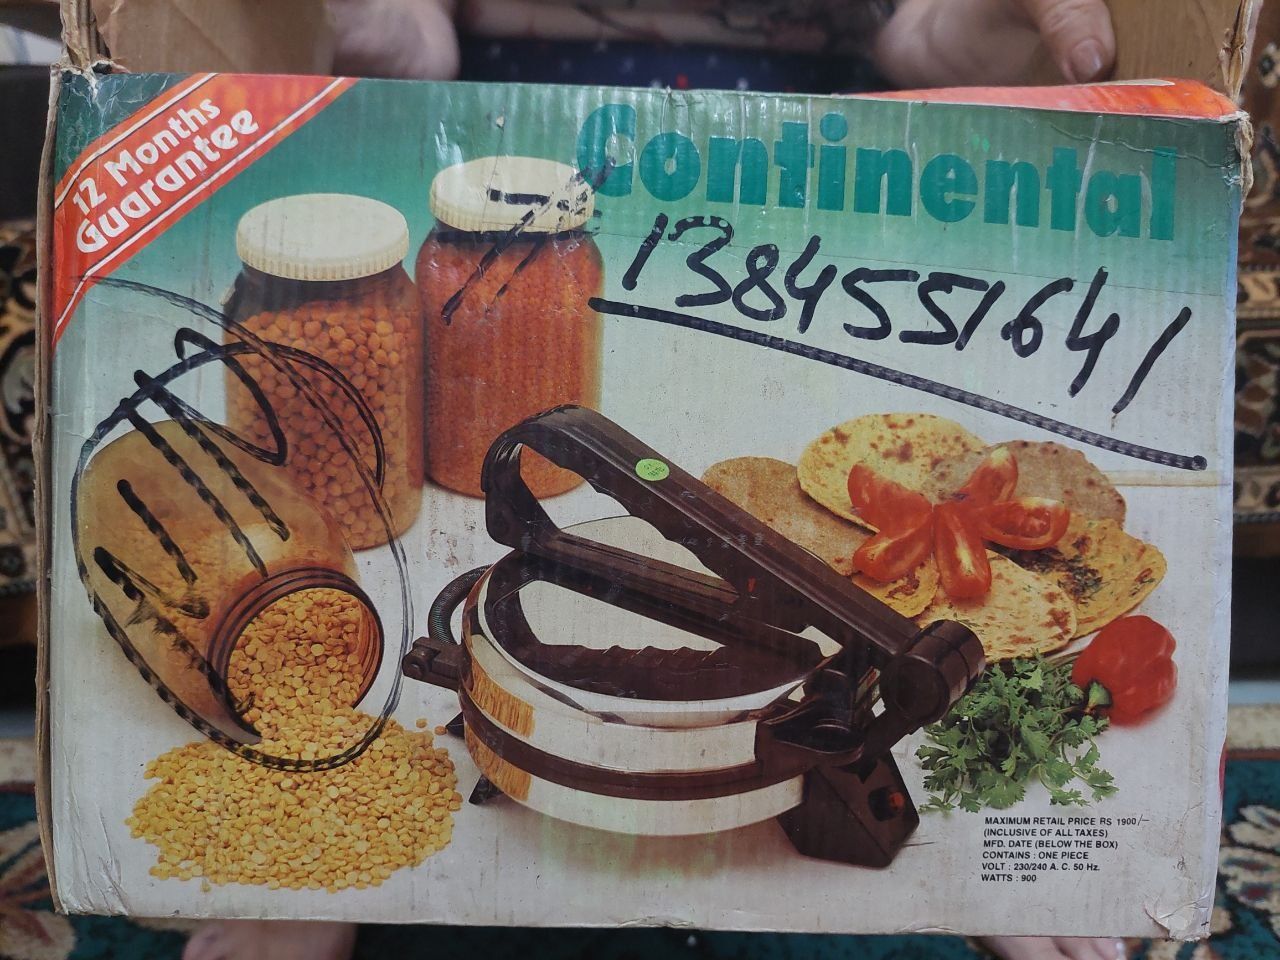 12 Months
Guarantee
Continental
1384551641
MAXIMUM RETAIL PRICE RS 1900/-
(INCLUSIVE OF ALL TAXES)
MFD. DATE (BELOW THE BOX)
CONTAINS : ONE PIECE
VOLT : 230/240 A. C. 50 Hz.
WATTS : 900